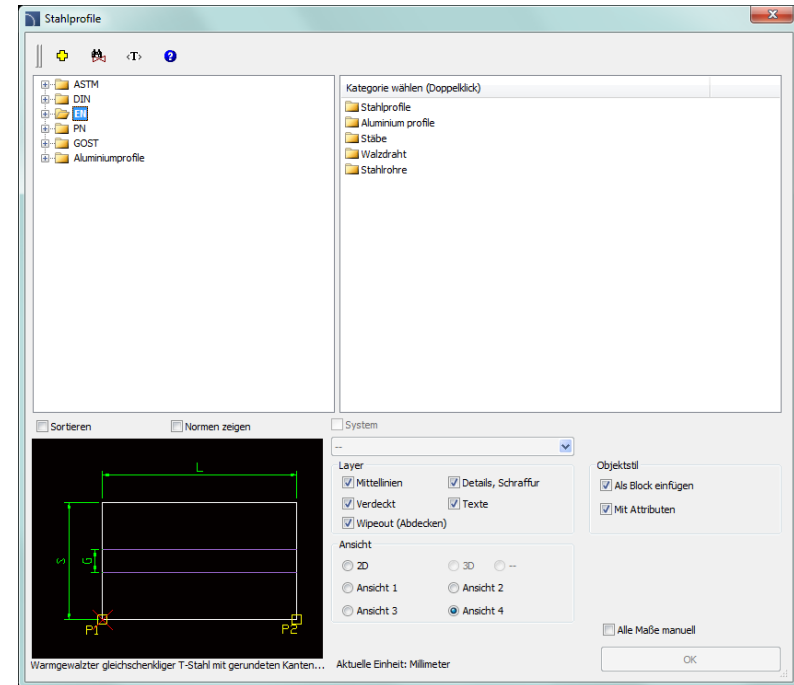 Stahlprofile
‹T›
ASTM
DIN
EN
PN
GOST
Aluminiumprofile
Kategorie wählen (Doppelklick)
Stahlprofile
Aluminium profile
Stäbe
Walzdraht
Stahlrohre
Sortieren
Normen zeigen
System
--
L
S
G
P1
P2
Layer
Mittellinien
Details, Schraffur
Verdeckt
Texte
Wipeout (Abdecken)
Objektstil
Als Block einfügen
Mit Attributen
Ansicht
2D
3D
--
Ansicht 1
Ansicht 2
Ansicht 3
Ansicht 4
Alle Maße manuell
Warmgewalzter gleichschenkliger T-Stahl mit gerundeten Kanten...
Aktuelle Einheit: Millimeter
OK